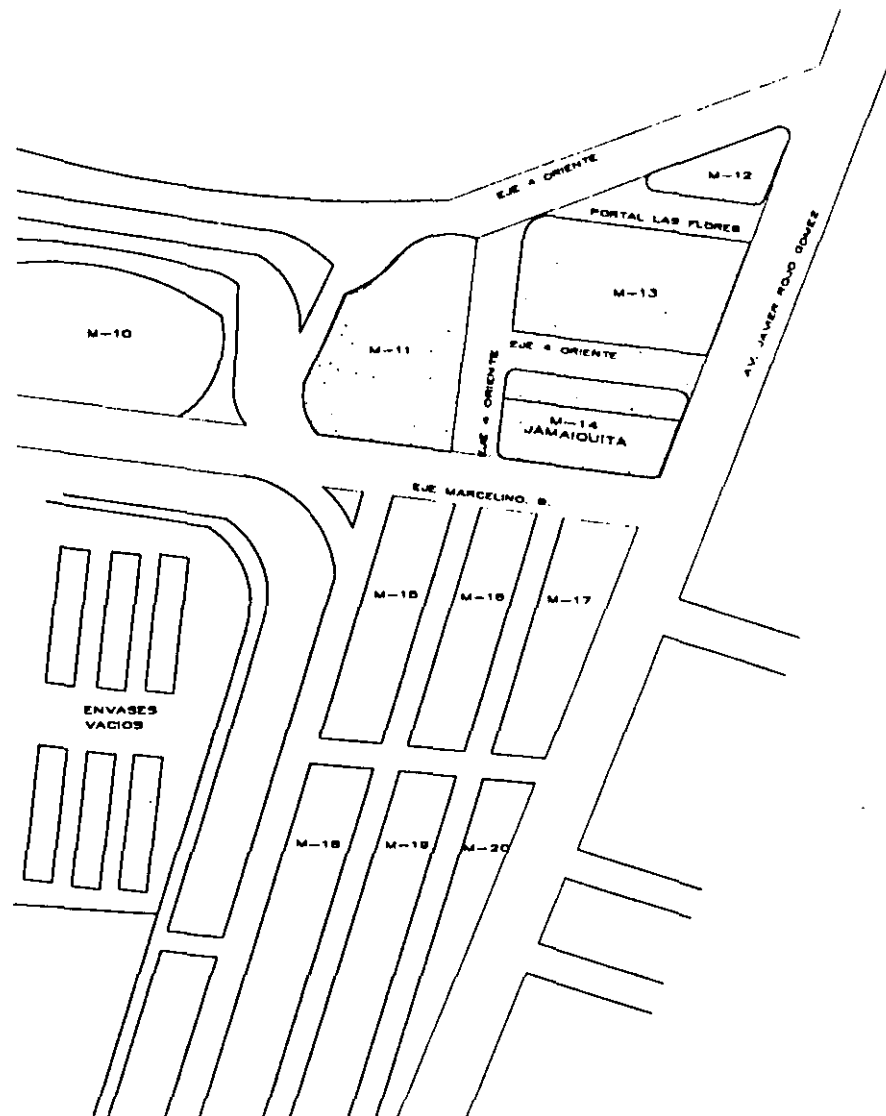 EJE 4 ORIENTE
M-12
PORTAL LAS FLORES
AV. JAVIER ROJO GOMEZ
M-13
M-10
M-11
EJE 4 ORIENTE
EJE 4 ORIENTE
M-14
JAMAIQUITA
EJE MARCELINO. B.
M-15
M-16
M-17
ENVASES
VACIOS
M-18
M-19
M-20